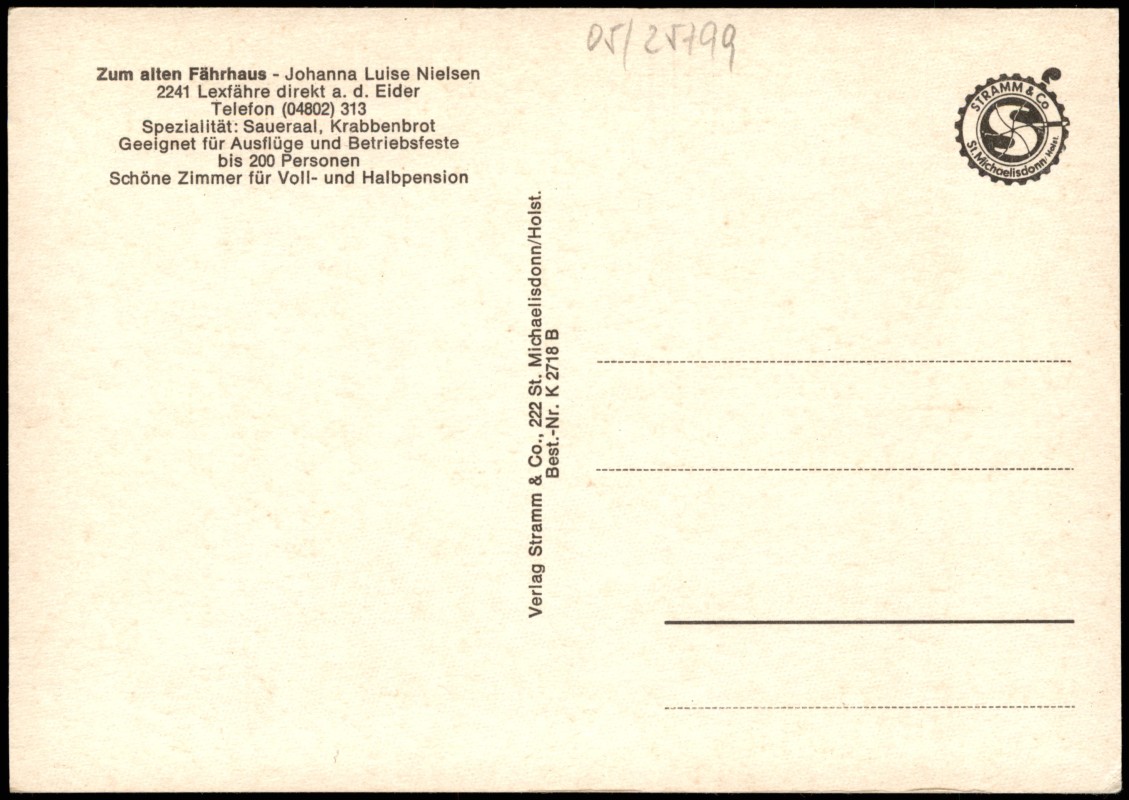 05/25799
Zum alten Fährhaus - Johanna Luise Nielsen
2241 Lexfähre direkt a. d. Eider
Telefon (04802) 313
Spezialität: Saueraal, Krabbenbrot
Geeignet für Ausflüge und Betriebsfeste
bis 200 Personen
Schöne Zimmer für Voll- und Halbpension
STRAMM & Co
St. Michaelisdonn/Holst.
Verlag Stramm & Co., 222 St. Michaelisdonn/Holst.
Best.-Nr. K 2718 B